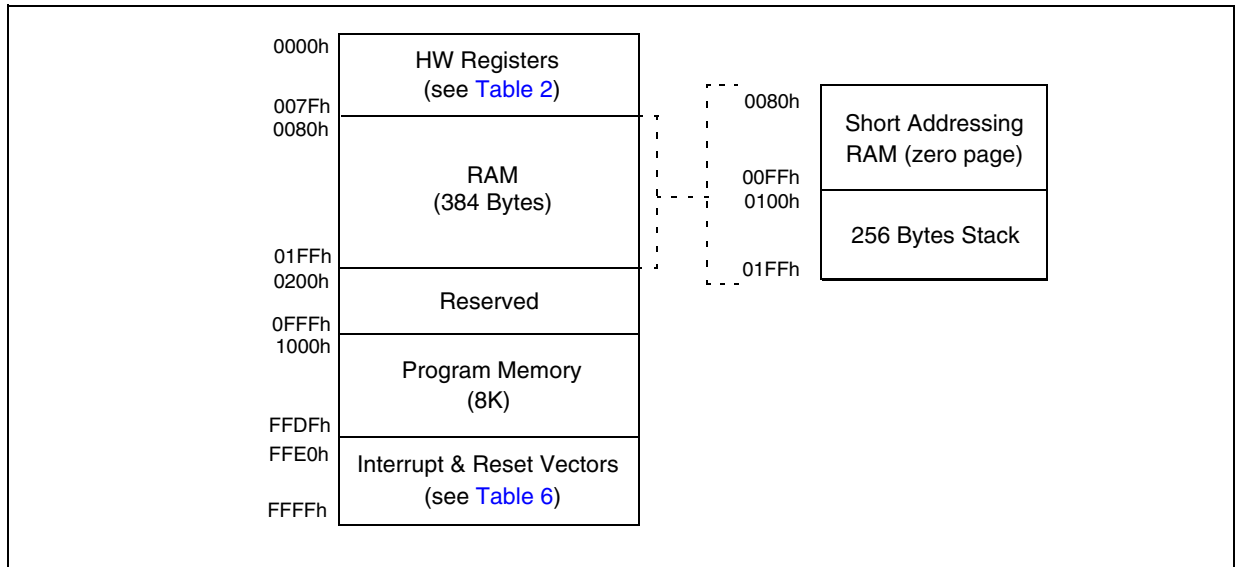 0000h
HW Registers
(see Table 2)
007Fh
0080h
RAM
(384 Bytes)
01FFh
0200h
Reserved
0FFFh
1000h
Program Memory
(8K)
FFDFh
FFE0h
Interrupt & Reset Vectors
(see Table 6)
FFFFh
0080h
Short Addressing
RAM (zero page)
00FFh
0100h
256 Bytes Stack
01FFh